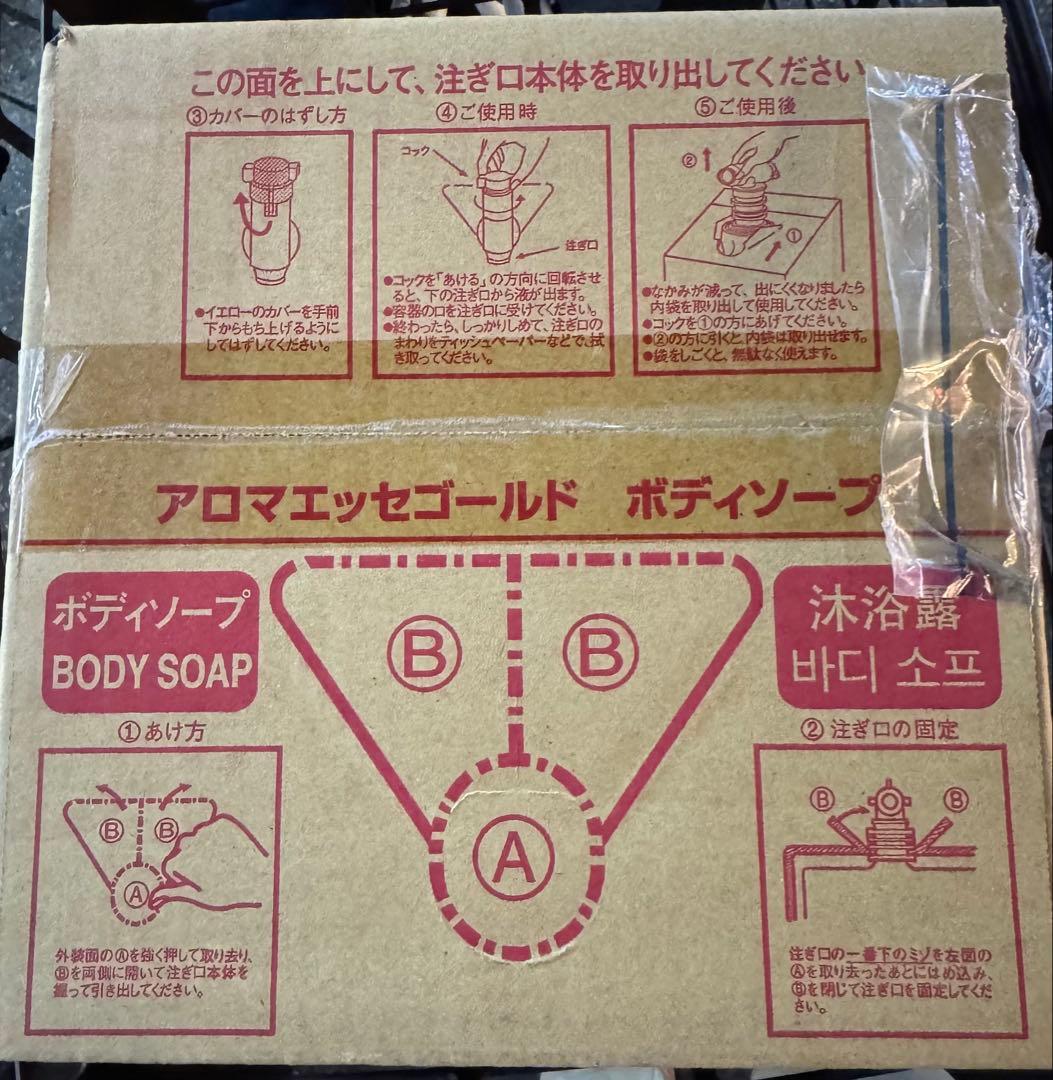 この面を上にして、注ぎ口本体を取り出してください
③カバーのはずし方
●イエローのカバーを手前
下からもち上げるように
してはずしてください。
④ご使用時
コック
注ぎ口
●コックを「あける」の方向に回転させ
ると、下の注ぎ口から液が出ます。
●容器の口を注ぎ口に受けてください。
●終わったら、しっかりしめて、注ぎ口の
まわりをティッシュペーパーなどで、拭
き取ってください。
⑤ご使用後
②
①
●なかみが減って、出にくくなりましたら
内袋を取り出して使用してください。
●コックを①の方にあげてください。
●②の方に引くと、内袋は取り出せます。
●袋をしごくと、無駄なく使えます。
アロマエッセゴールド ボディソープ
ボディソープ
BODY SOAP
Ⓑ Ⓑ
Ⓐ
沐浴露
바디 소프
①あけ方
Ⓑ Ⓑ
Ⓐ
外装面のⒶを強く押して取り去り、
Ⓑを両側に開いて注ぎ口本体を
握って引き出してください。
②注ぎ口の固定
Ⓑ Ⓑ
注ぎ口の一番下のミゾを左図の
Ⓐを取り去ったあとにはめ込み、
Ⓑを閉じて注ぎ口を固定してくだ
さい。